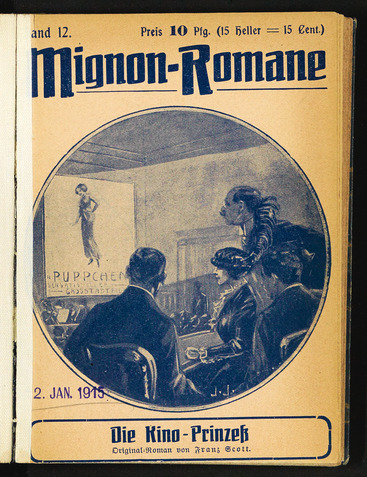 and 12.
Preis 10 Pfg. (15 Heller = 15 Cent.)
Mignon-Romane
PÜPPCHEN
J.J.
2. JAN. 1915
Die Kino-Prinzeß
Original-Roman von Franz Scott.